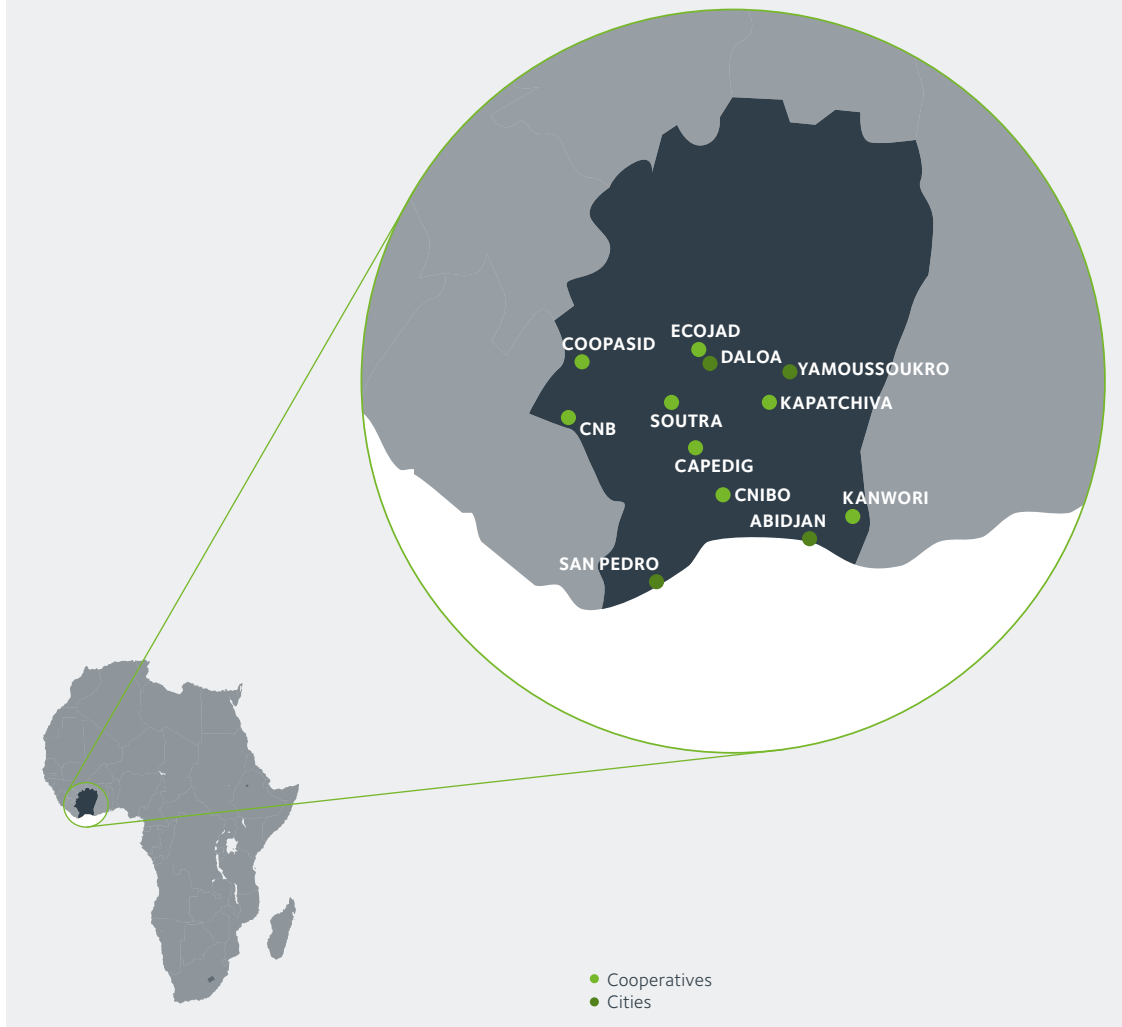 ECOJAD
COOPASID
DALOA
YAMOUSSOUKRO
KAPATCHIVA
SOUTRA
CNB
CAPEDIG
CNIBO
KANWORI
ABIDJAN
SAN PEDRO
Cooperatives
Cities